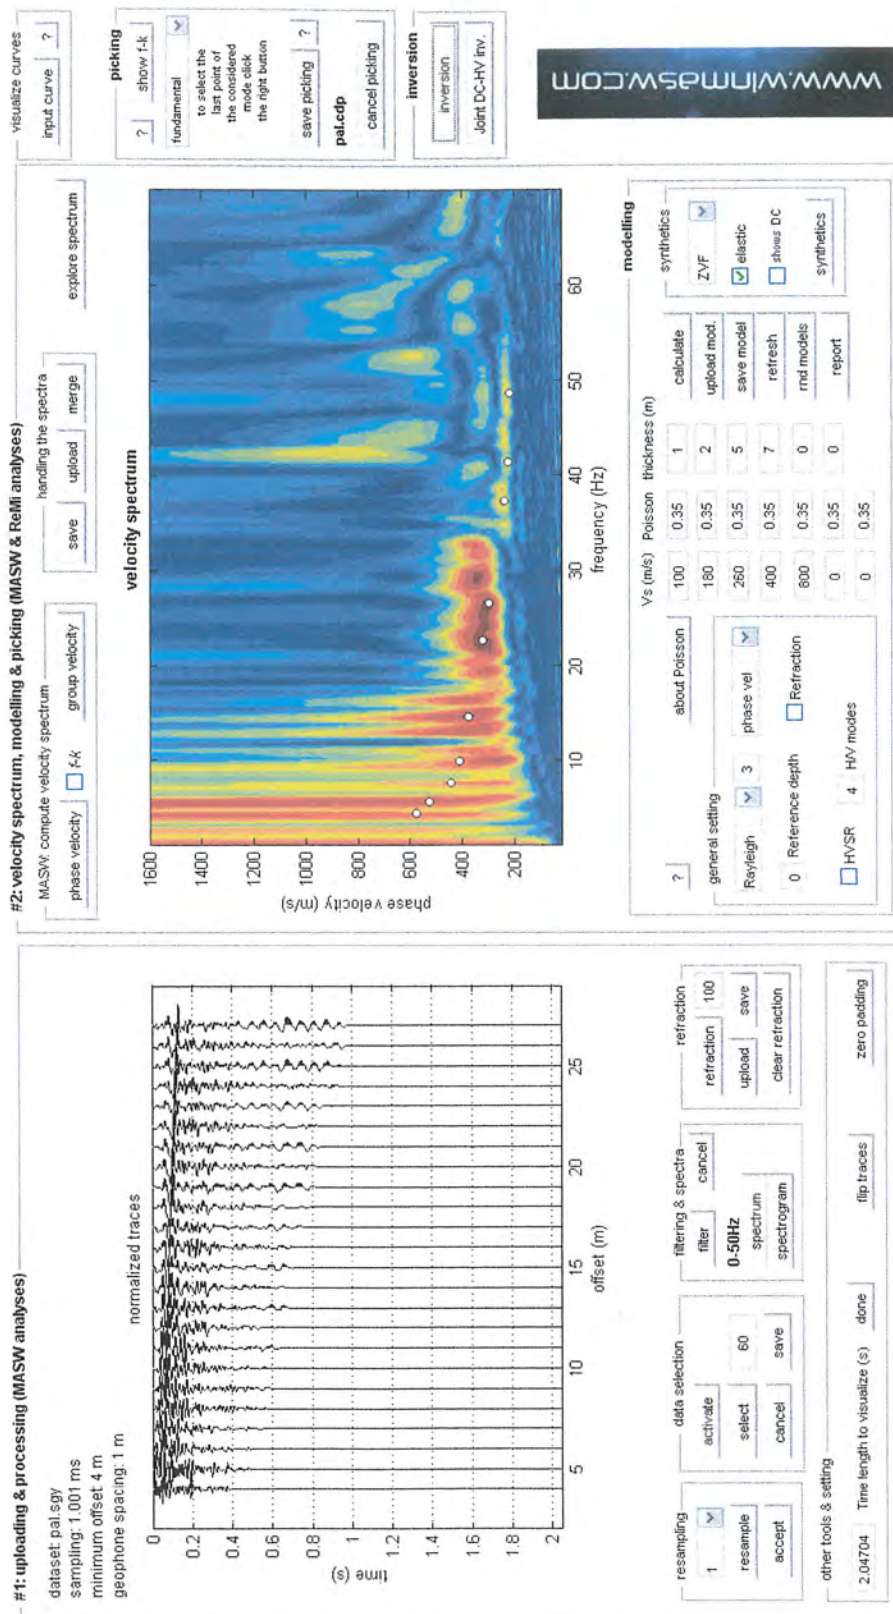 #1: uploading & processing (MASW analyses)
dataset: pal.sgy
sampling: 1.001 ms
minimum offset: 4 m
geophone spacing: 1 m
normalized traces
0
0.2
0.4
0.6
0.8
1
1.2
1.4
1.6
1.8
2
time (s)
5
10
15
20
25
offset (m)
resampling
1
resample
accept
data selection
activate
select
60
cancel
save
filtering & spectra
filter
cancel
0-50Hz
spectrum
spectrogram
refraction
refraction
100
upload
save
clear refraction
other tools & setting
2.04704
Time length to visualize (s)
done
flip traces
zero padding
#2: velocity spectrum, modelling & picking (MASW & ReMi analyses)
MASW: compute velocity spectrum
phase velocity
f-k
group velocity
handling the spectra
save
upload
merge
explore spectrum
velocity spectrum
1600
1400
1200
1000
800
600
400
200
phase velocity (m/s)
10
20
30
40
50
60
frequency (Hz)
modelling
?
about Poisson
general setting
Rayleigh
3
phase vel
0
Reference depth
Refraction
HVSR
4
H/V modes
Vs (m/s)
Poisson
thickness (m)
100
0.35
1
180
0.35
2
260
0.35
5
400
0.35
7
800
0.35
0
0
0.35
0
0
0.35
calculate
upload mod.
save model
refresh
rnd models
report
synthetics
ZVF
elastic
shows DC
synthetics
visualize curves
input curve
?
picking
?
show f-k
fundamental
to select the
last point of
the considered
mode click
the right button
save picking
?
pal.cdp
cancel picking
inversion
inversion
Joint DC-HV inv.
www.winmasw.com